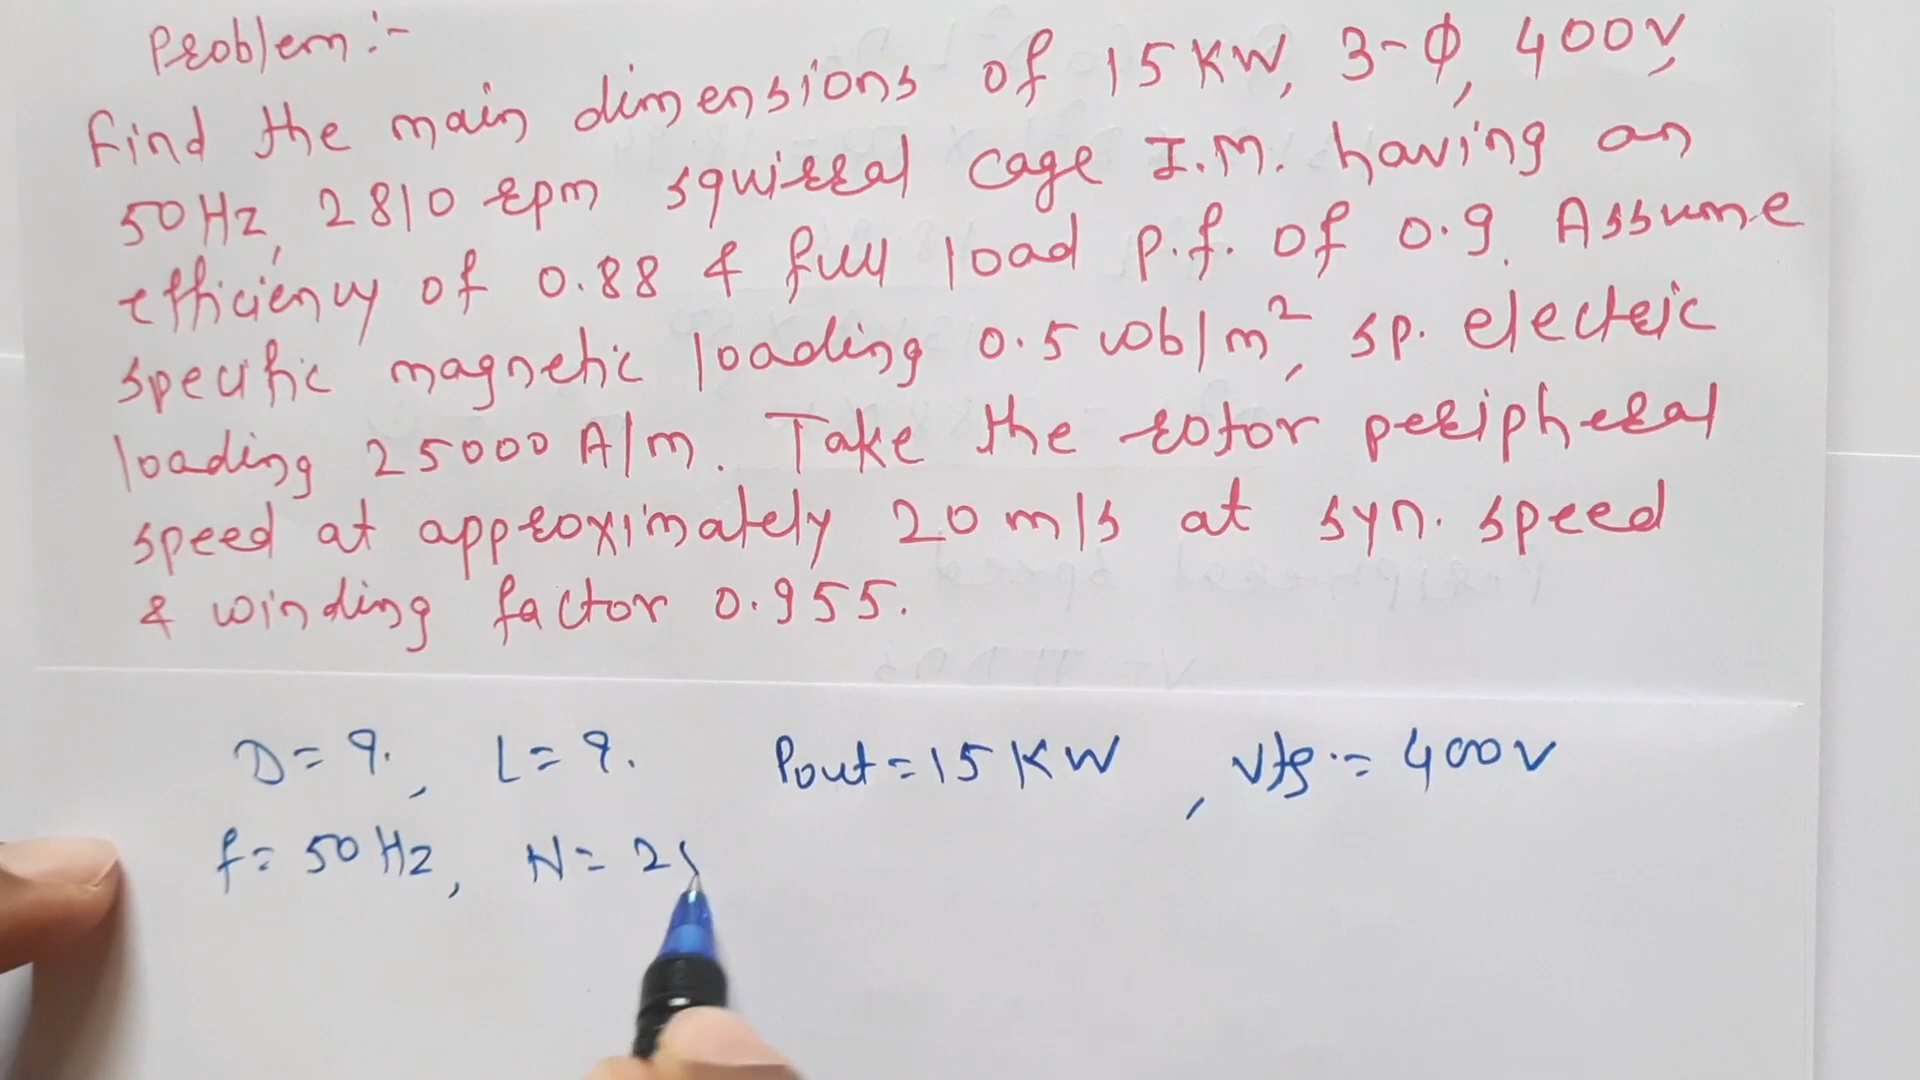 Problem :-
Find the main dimensions of 15 KW, 3-ϕ, 400V,
50Hz, 2810 rpm squirral cage I.M. having an
efficiency of 0.88 & full load p.f. of 0.9. Assume
specific magnetic loading 0.5 wb/m², sp. electric
loading 25000 A/m. Take the rotor peripheral
speed at approximately 20 m/s at syn. speed
& winding factor 0.955.
D = ?, L = ?. Pout = 15 KW, Vtg. = 400V
f = 50 Hz, N = 2